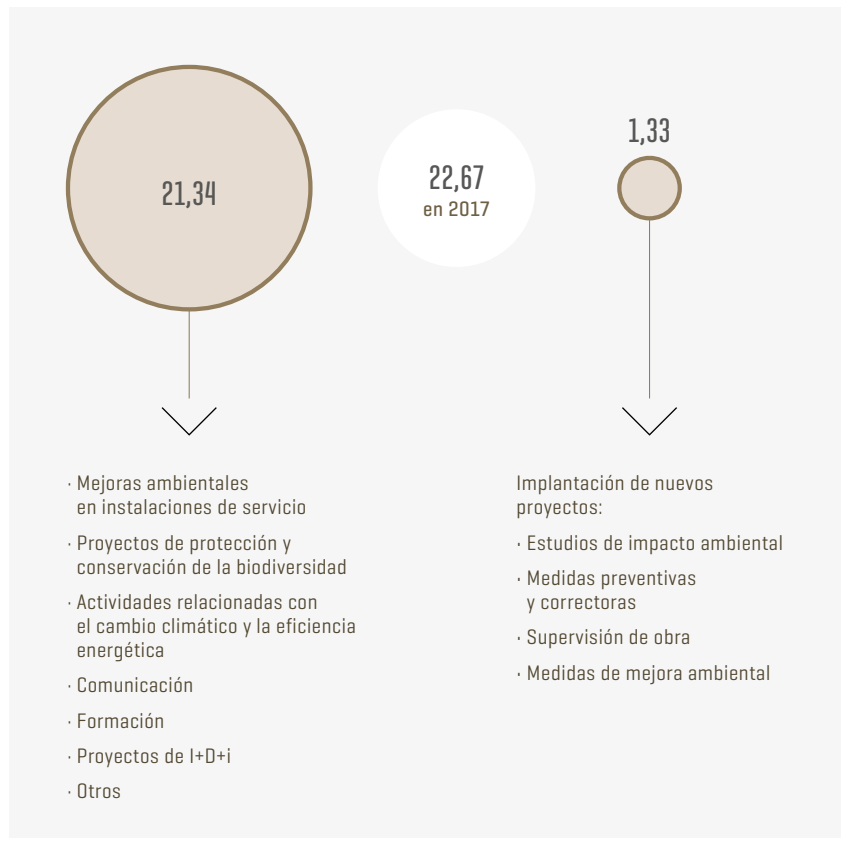 21,34
22,67
en 2017
1,33
· Mejoras ambientales
en instalaciones de servicio
· Proyectos de protección y
conservación de la biodiversidad
· Actividades relacionadas con
el cambio climático y la eficiencia
energética
· Comunicación
· Formación
· Proyectos de I+D+i
· Otros
Implantación de nuevos
proyectos:
· Estudios de impacto ambiental
· Medidas preventivas
y correctoras
· Supervisión de obra
· Medidas de mejora ambiental